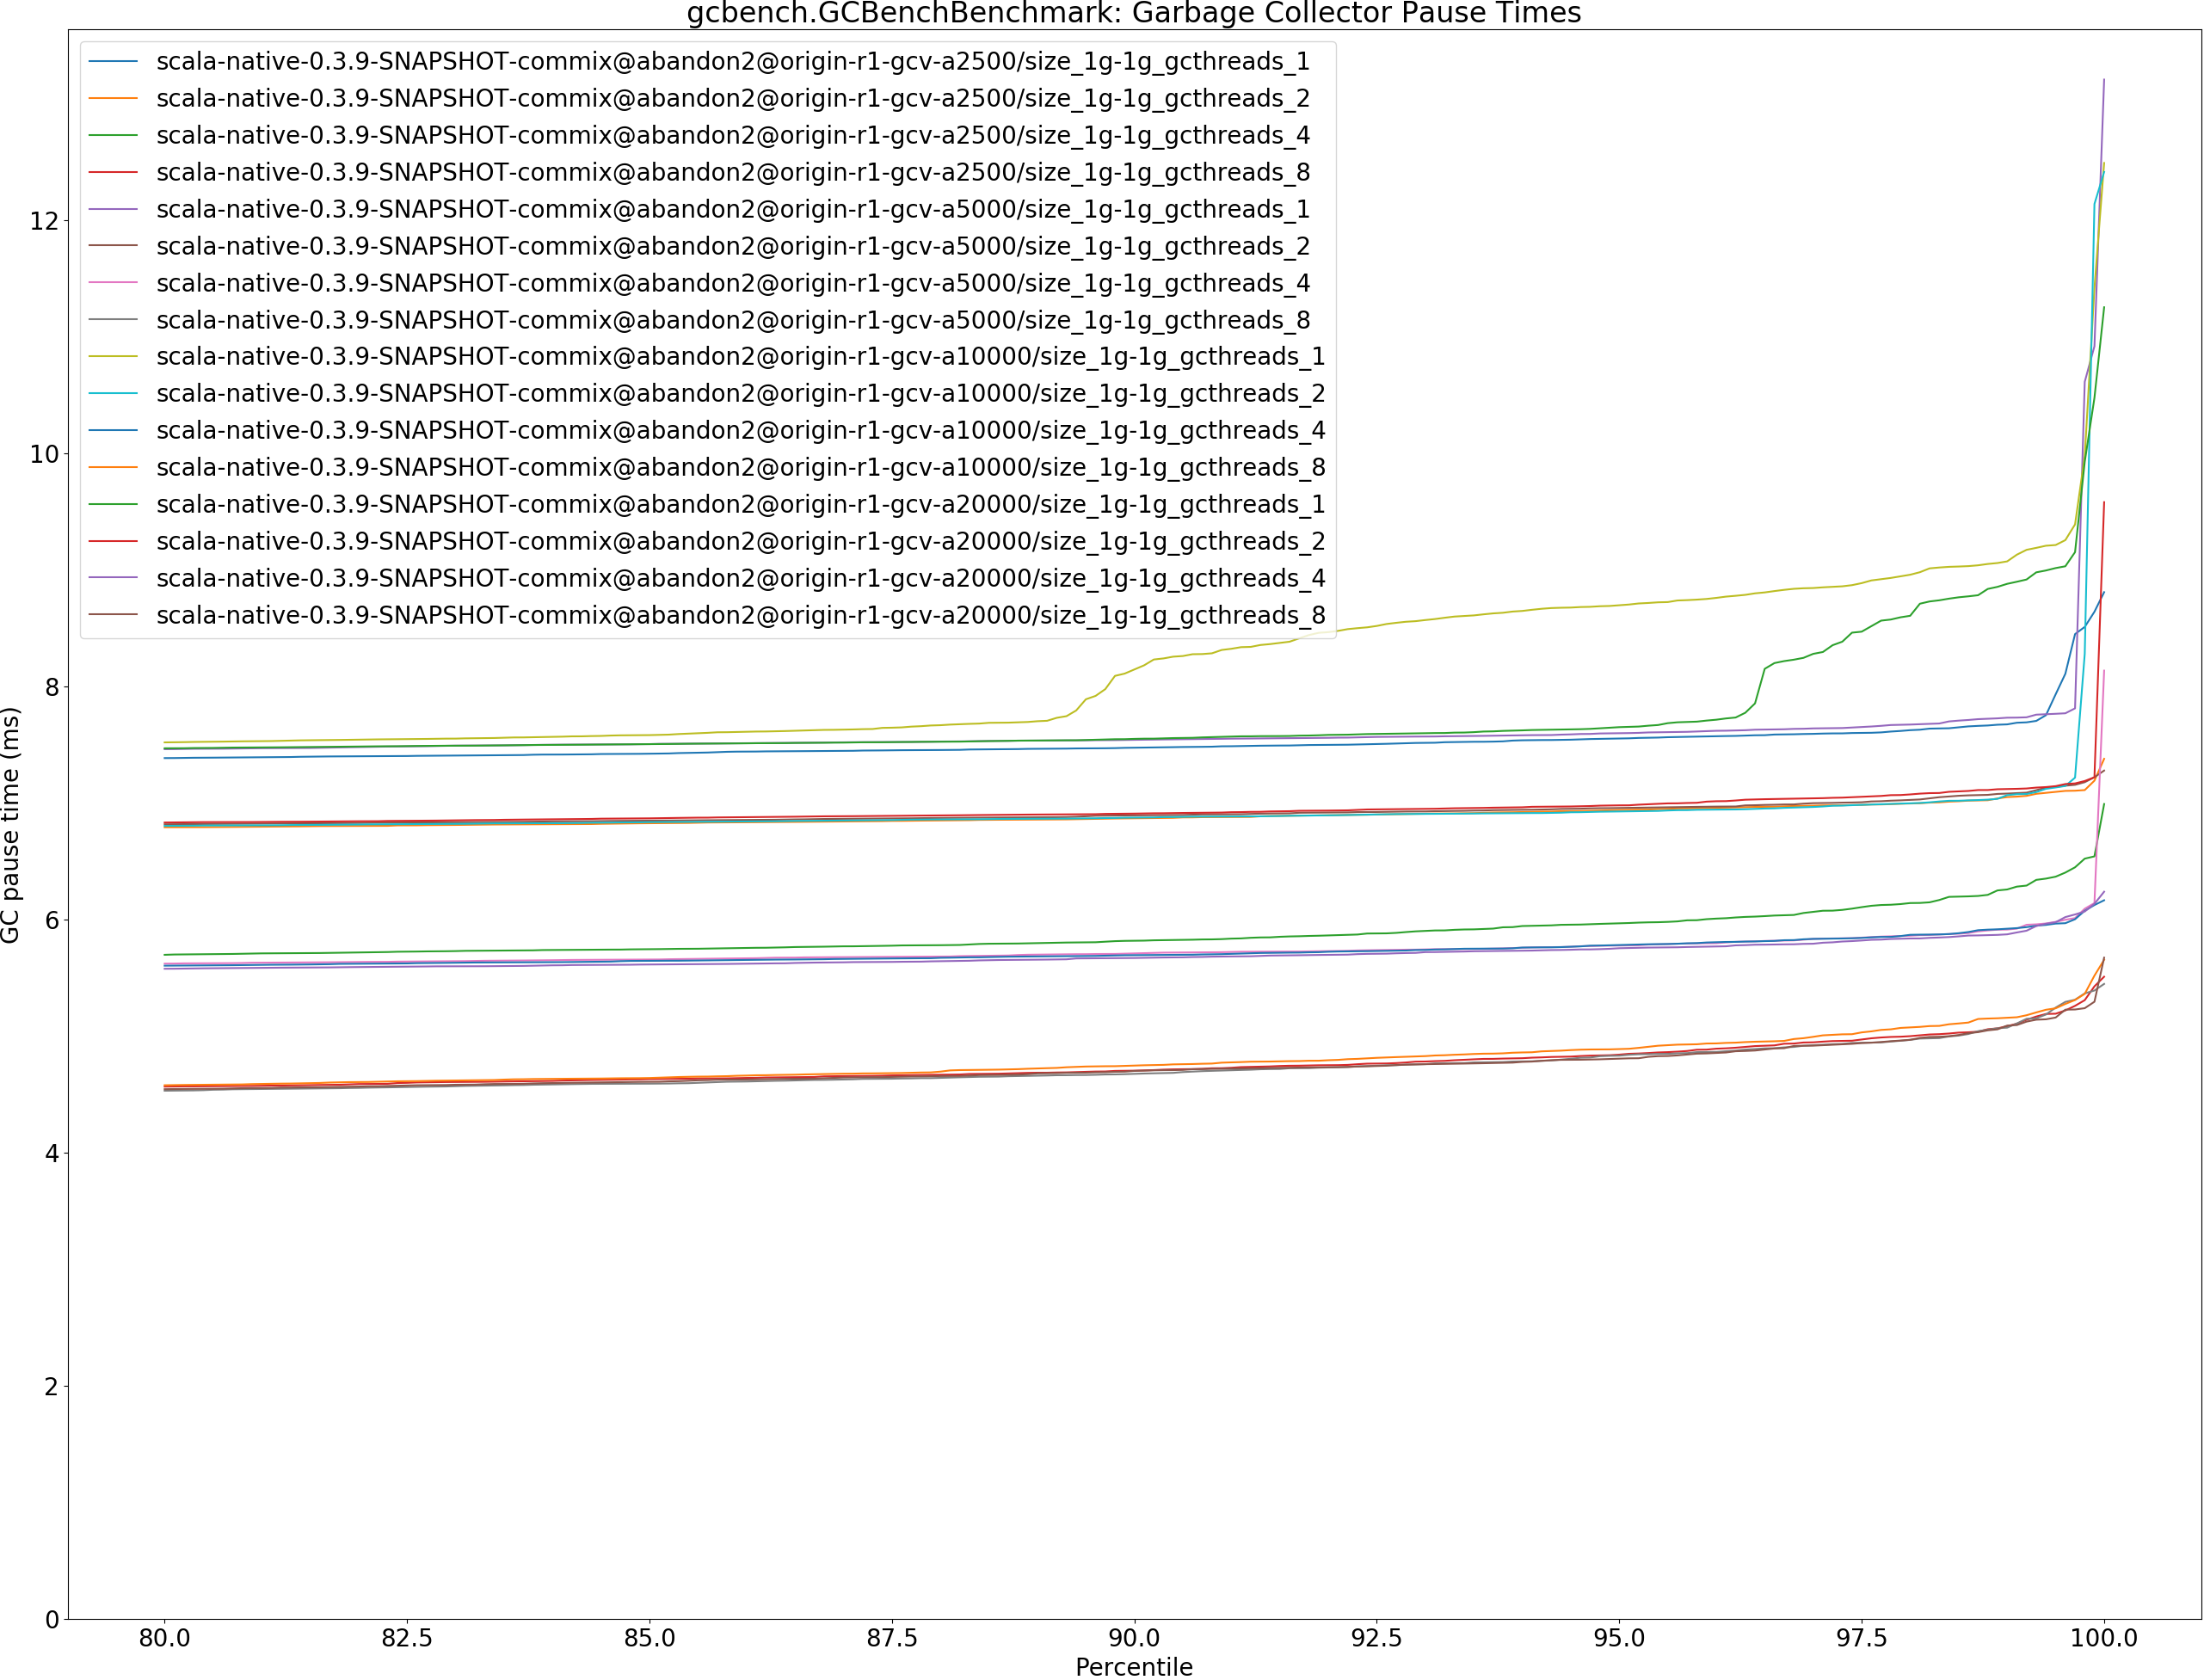 gcbench.GCBenchBenchmark: Garbage Collector Pause Times
scala-native-0.3.9-SNAPSHOT-commix@abandon2@origin-r1-gcv-a2500/size_1g-1g_gcthreads_1
scala-native-0.3.9-SNAPSHOT-commix@abandon2@origin-r1-gcv-a2500/size_1g-1g_gcthreads_2
scala-native-0.3.9-SNAPSHOT-commix@abandon2@origin-r1-gcv-a2500/size_1g-1g_gcthreads_4
scala-native-0.3.9-SNAPSHOT-commix@abandon2@origin-r1-gcv-a2500/size_1g-1g_gcthreads_8
scala-native-0.3.9-SNAPSHOT-commix@abandon2@origin-r1-gcv-a5000/size_1g-1g_gcthreads_1
scala-native-0.3.9-SNAPSHOT-commix@abandon2@origin-r1-gcv-a5000/size_1g-1g_gcthreads_2
scala-native-0.3.9-SNAPSHOT-commix@abandon2@origin-r1-gcv-a5000/size_1g-1g_gcthreads_4
scala-native-0.3.9-SNAPSHOT-commix@abandon2@origin-r1-gcv-a5000/size_1g-1g_gcthreads_8
scala-native-0.3.9-SNAPSHOT-commix@abandon2@origin-r1-gcv-a10000/size_1g-1g_gcthreads_1
scala-native-0.3.9-SNAPSHOT-commix@abandon2@origin-r1-gcv-a10000/size_1g-1g_gcthreads_2
scala-native-0.3.9-SNAPSHOT-commix@abandon2@origin-r1-gcv-a10000/size_1g-1g_gcthreads_4
scala-native-0.3.9-SNAPSHOT-commix@abandon2@origin-r1-gcv-a10000/size_1g-1g_gcthreads_8
scala-native-0.3.9-SNAPSHOT-commix@abandon2@origin-r1-gcv-a20000/size_1g-1g_gcthreads_1
scala-native-0.3.9-SNAPSHOT-commix@abandon2@origin-r1-gcv-a20000/size_1g-1g_gcthreads_2
scala-native-0.3.9-SNAPSHOT-commix@abandon2@origin-r1-gcv-a20000/size_1g-1g_gcthreads_4
scala-native-0.3.9-SNAPSHOT-commix@abandon2@origin-r1-gcv-a20000/size_1g-1g_gcthreads_8
GC pause time (ms)
12
10
8
6
4
2
0
80.0 82.5 85.0 87.5 90.0 92.5 95.0 97.5 100.0
Percentile